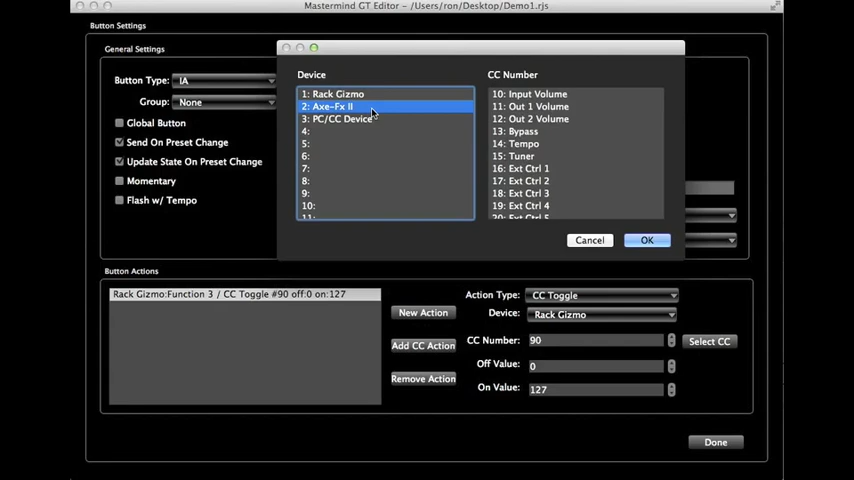 Mastermind GT Editor - /Users/ron/Desktop/Demo1.rjs
Button Settings
General Settings
Button Type: IA
Group: None
Global Button
Send On Preset Change
Update State On Preset Change
Momentary
Flash w/ Tempo
Device
1: Rack Gizmo
2: Axe-Fx II
3: PC/CC Device
4:
5:
6:
7:
8:
9:
10:
11:
CC Number
10: Input Volume
11: Out 1 Volume
12: Out 2 Volume
13: Bypass
14: Tempo
15: Tuner
16: Ext Ctrl 1
17: Ext Ctrl 2
18: Ext Ctrl 3
19: Ext Ctrl 4
20: Ext Ctrl 5
Cancel
OK
Button Actions
Rack Gizmo:Function 3 / CC Toggle #90 off:0 on:127
New Action
Add CC Action
Remove Action
Action Type: CC Toggle
Device: Rack Gizmo
CC Number: 90
Select CC
Off Value: 0
On Value: 127
Done